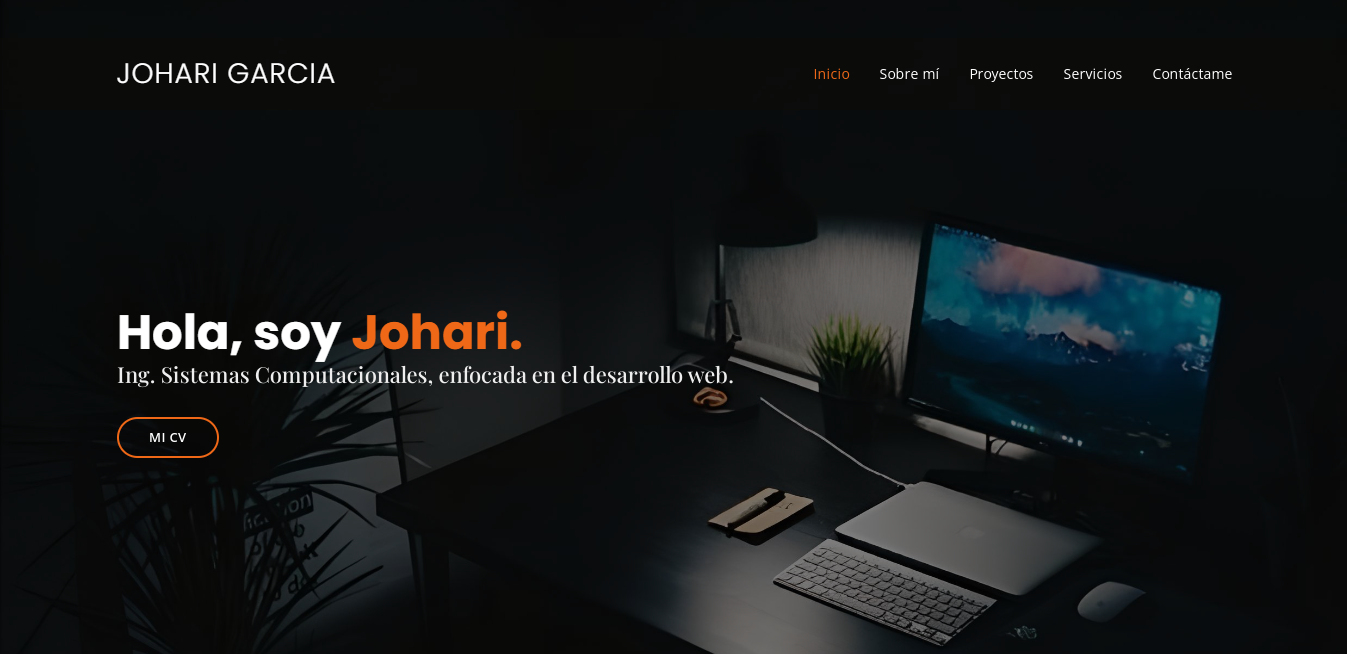 JOHARI GARCIA
Inicio Sobre mí Proyectos Servicios Contáctame
Hola, soy Johari.
Ing. Sistemas Computacionales, enfocada en el desarrollo web.
MI CV